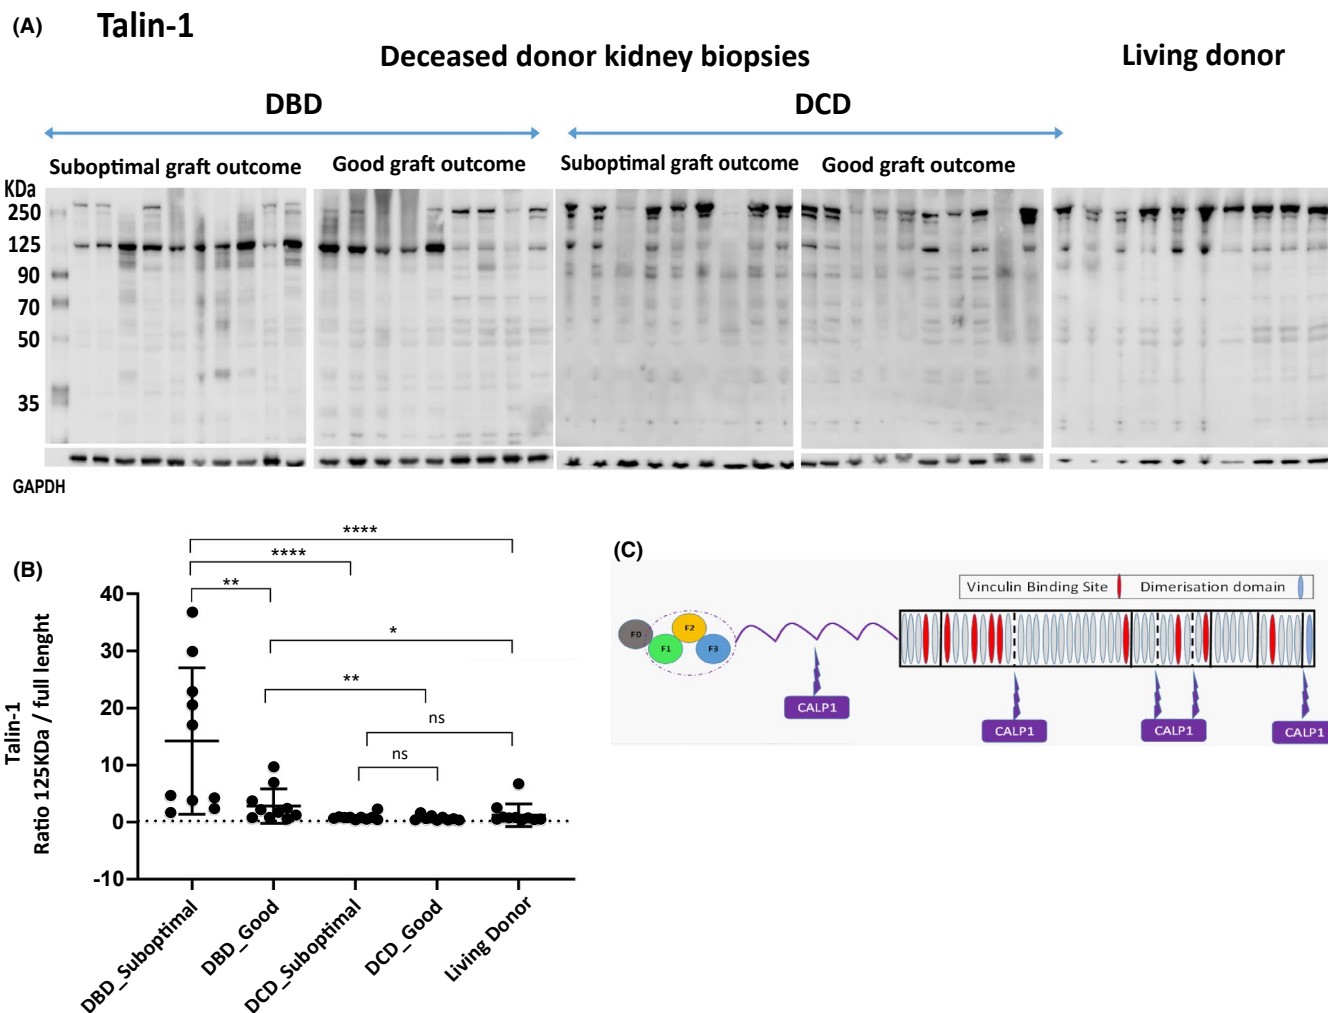 (A) Talin-1
Deceased donor kidney biopsies
Living donor
DBD
DCD
Suboptimal graft outcome
Good graft outcome
Suboptimal graft outcome
Good graft outcome
KDa
250
125
90
70
50
35
GAPDH
(B)
****
****
**
*
**
ns
ns
Talin-1
Ratio 125KDa / full lenght
40
30
20
10
0
-10
DBD_Suboptimal
DBD_Good
DCD_Suboptimal
DCD_Good
Living Donor
(C)
Vinculin Binding Site
Dimerisation domain
F0
F1
F2
F3
CALP1
CALP1
CALP1
CALP1